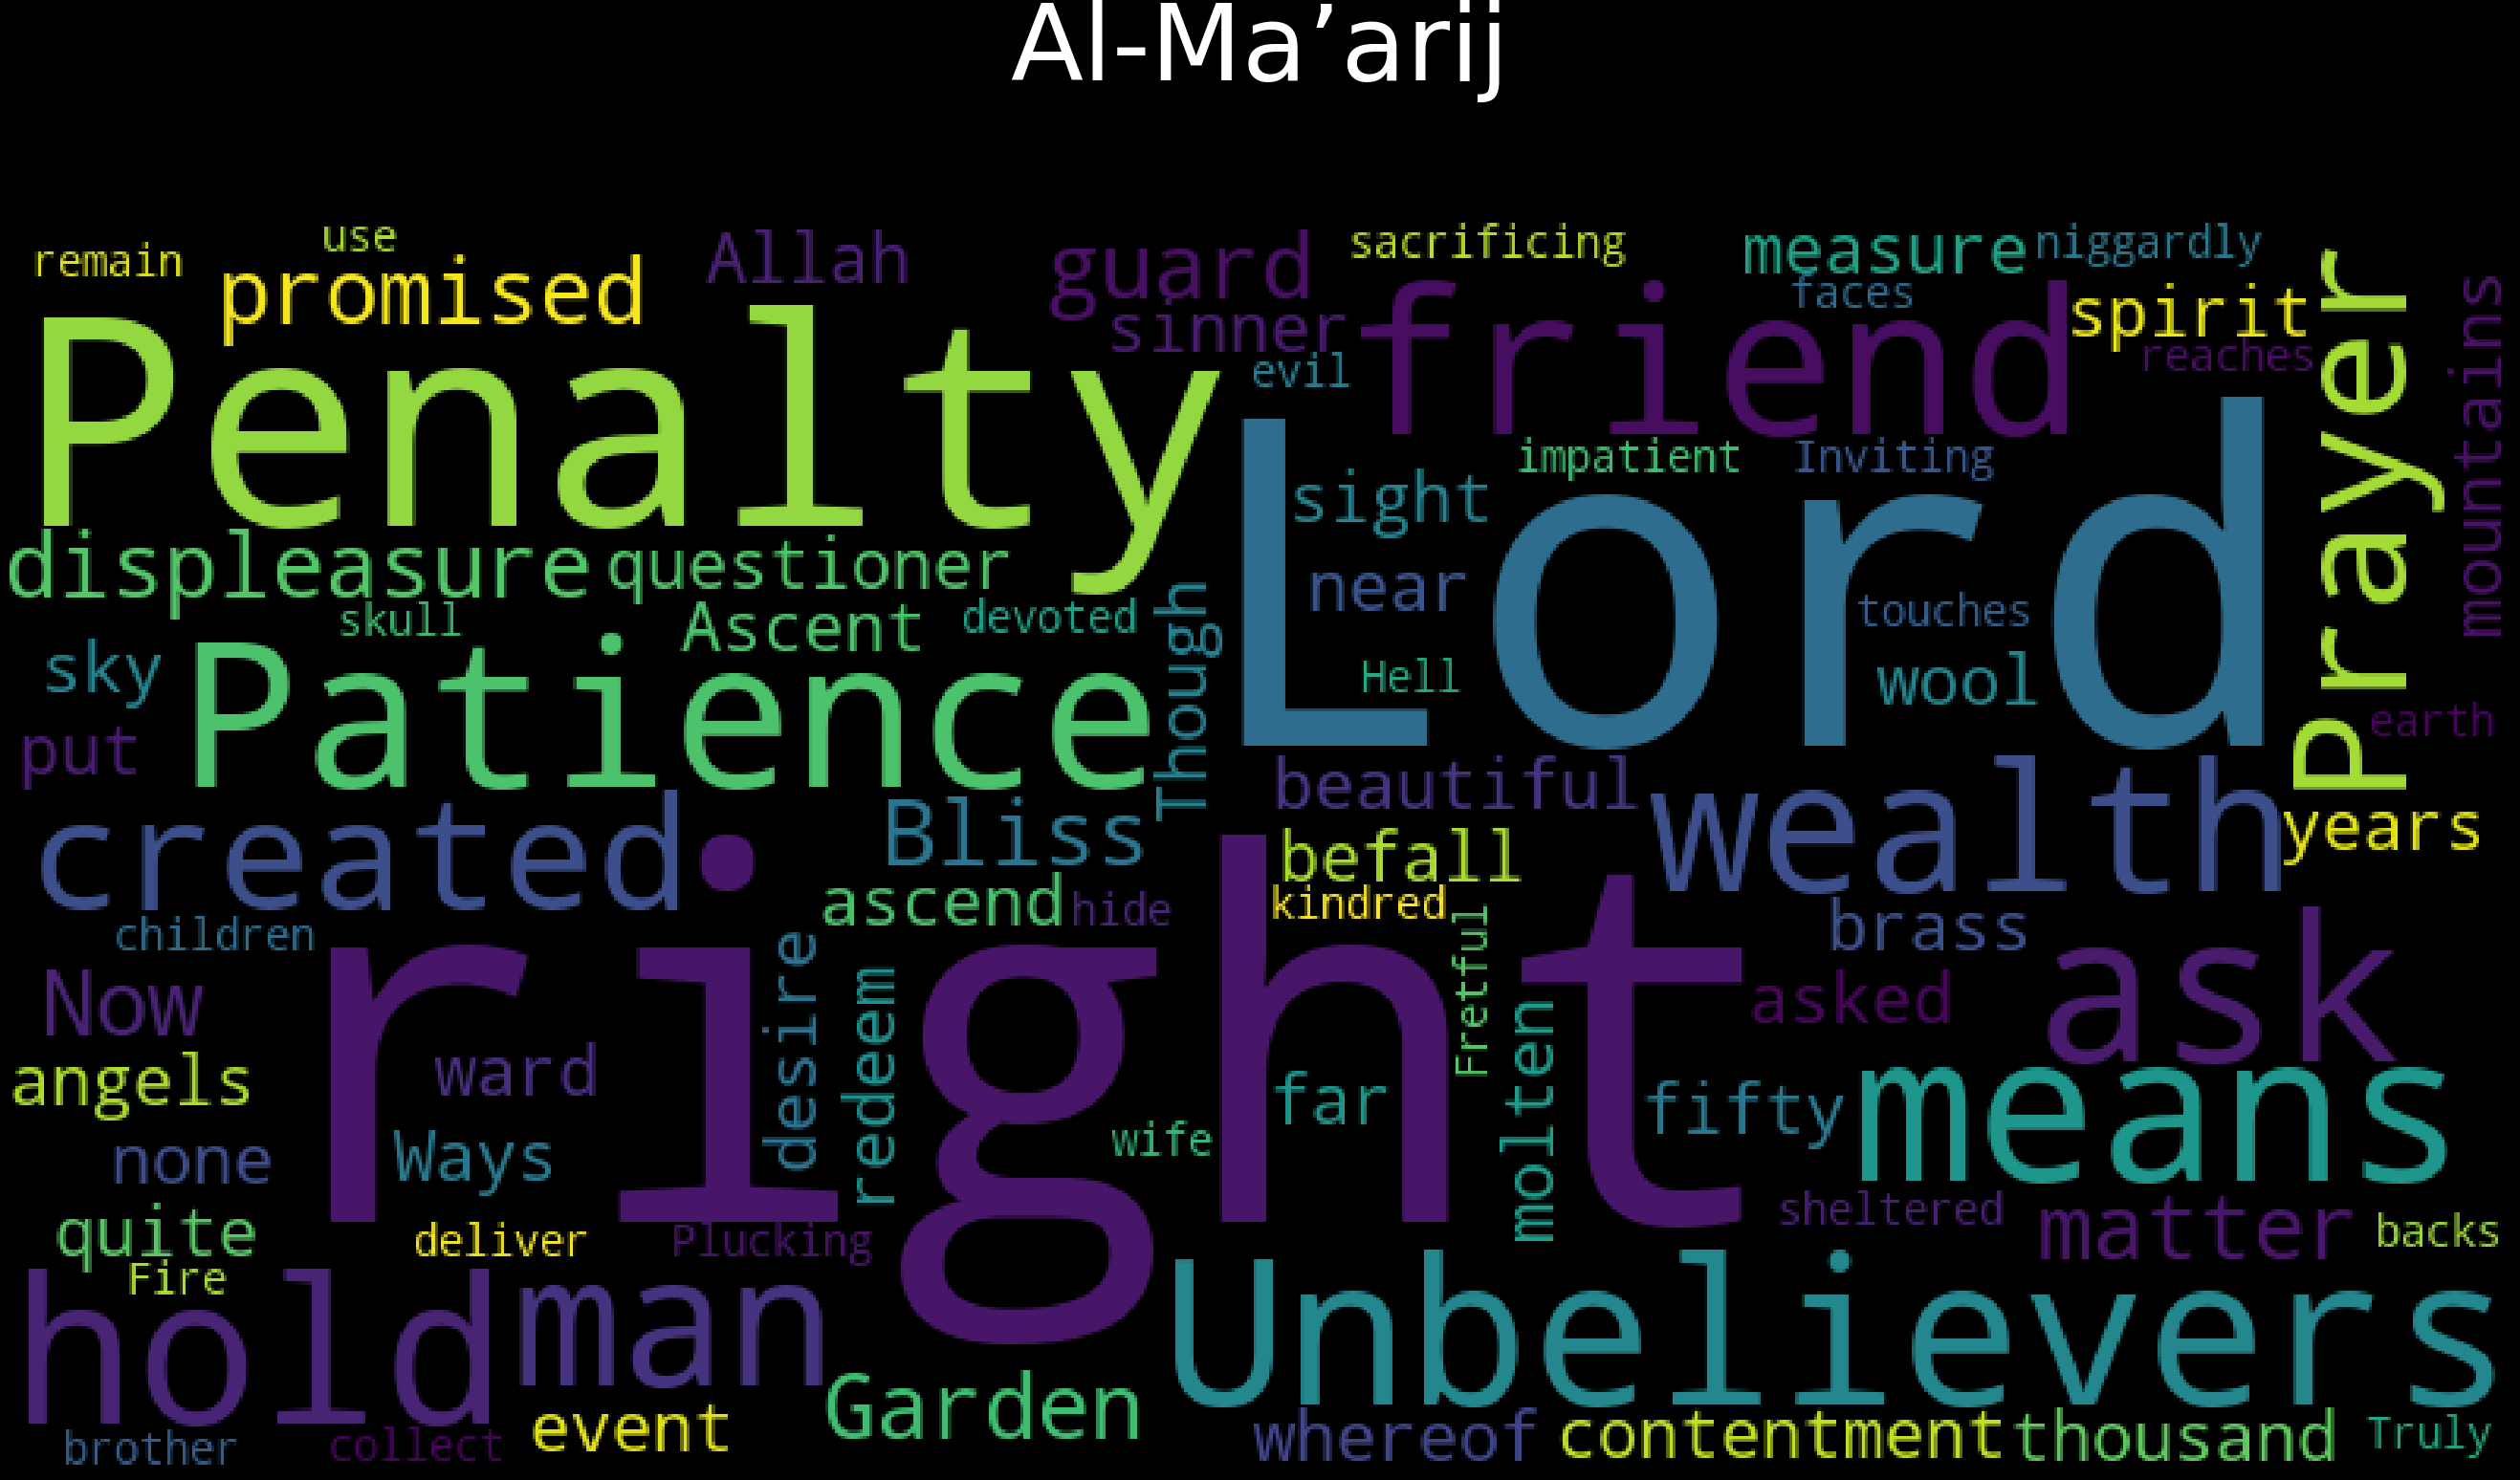 Al-Ma’arij
remain
use
promised
Allah
guard
sacrificing
measure
niggardly
sinner
faces
spirit
Penalty
friend
evil
reaches
Prayer
mountains
impatient
Inviting
sight
Lord
displeasure
questioner
near
skull
Ascent
devoted
Though
touches
sky
Patience
Hell
wool
put
earth
beautiful
wealth
created
Bliss
befall
years
ascend
hide
kindred
children
brass
right
Fretful
ask
Now
desire
redeem
asked
angels
ward
far
molten
fifty
means
none
Ways
wife
quite
deliver
Plucking
sheltered
matter
backs
Fire
hold
man
Unbelievers
Garden
event
brother
collect
whereof
contentment
thousand
Truly